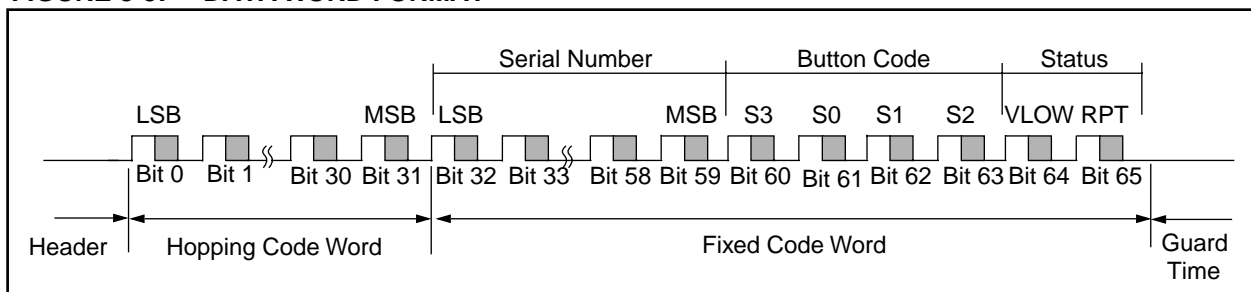 Serial Number Button Code Status
LSB MSB LSB MSB S3 S0 S1 S2 VLOW RPT
Bit 0 Bit 1 Bit 30 Bit 31 Bit 32 Bit 33 Bit 58 Bit 59 Bit 60 Bit 61 Bit 62 Bit 63 Bit 64 Bit 65
Header Hopping Code Word Fixed Code Word Guard
Time